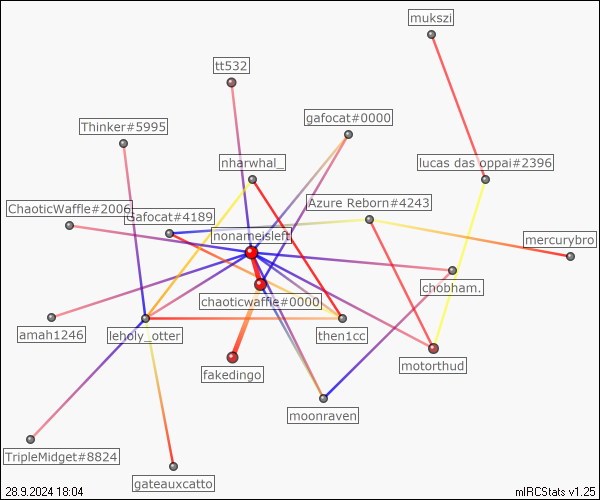 mukszi
tt532
gafocat#0000
Thinker#5995
nharwhal_
lucas das oppai#2396
Azure Reborn#4243
ChaoticWaffle#2006
Gafocat#4189
nonameisleft
mercurybro
chobham.
chaoticwaffle#0000
amah1246
leholy_otter
then1cc
motorthud
fakedingo
moonraven
TripleMidget#8824
gateauxcatto
28.9.2024 18:04
mIRCStats v1.25